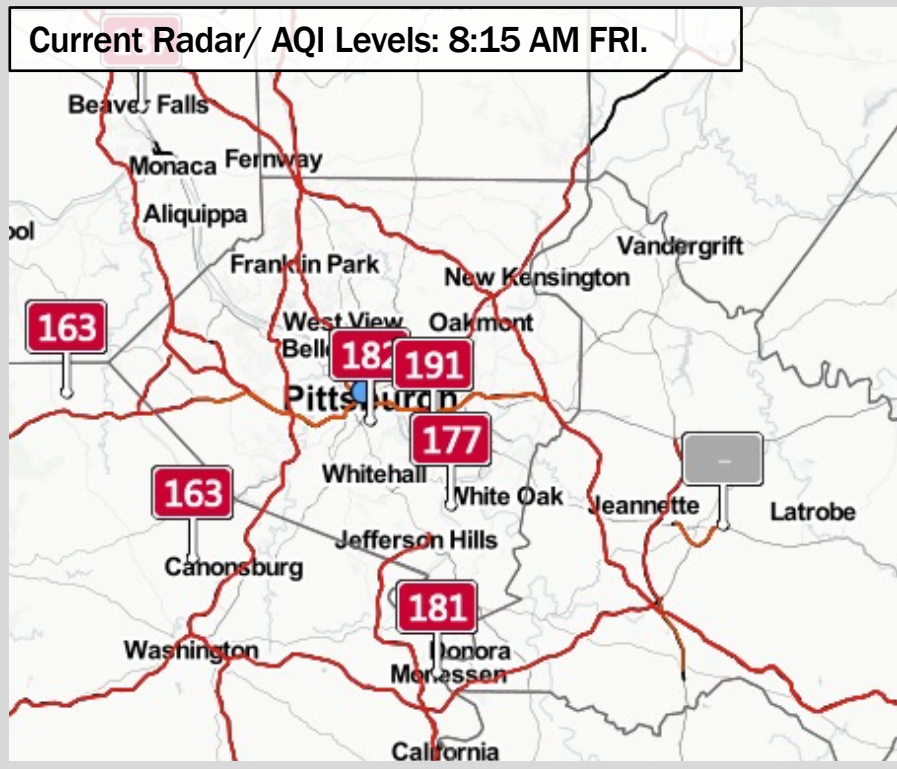 Current Radar/ AQI Levels: 8:15 AM FRI.
Beaver Falls
Monaca
Fernway
Aliquippa
Vandergrift
Franklin Park
New Kensington
163
West View
Oakmont
182
191
Pittsburgh
177
–
Whitehall
163
White Oak
Jeannette
Latrobe
Jefferson Hills
Canonsburg
181
Washington
Donora
Monessen
California